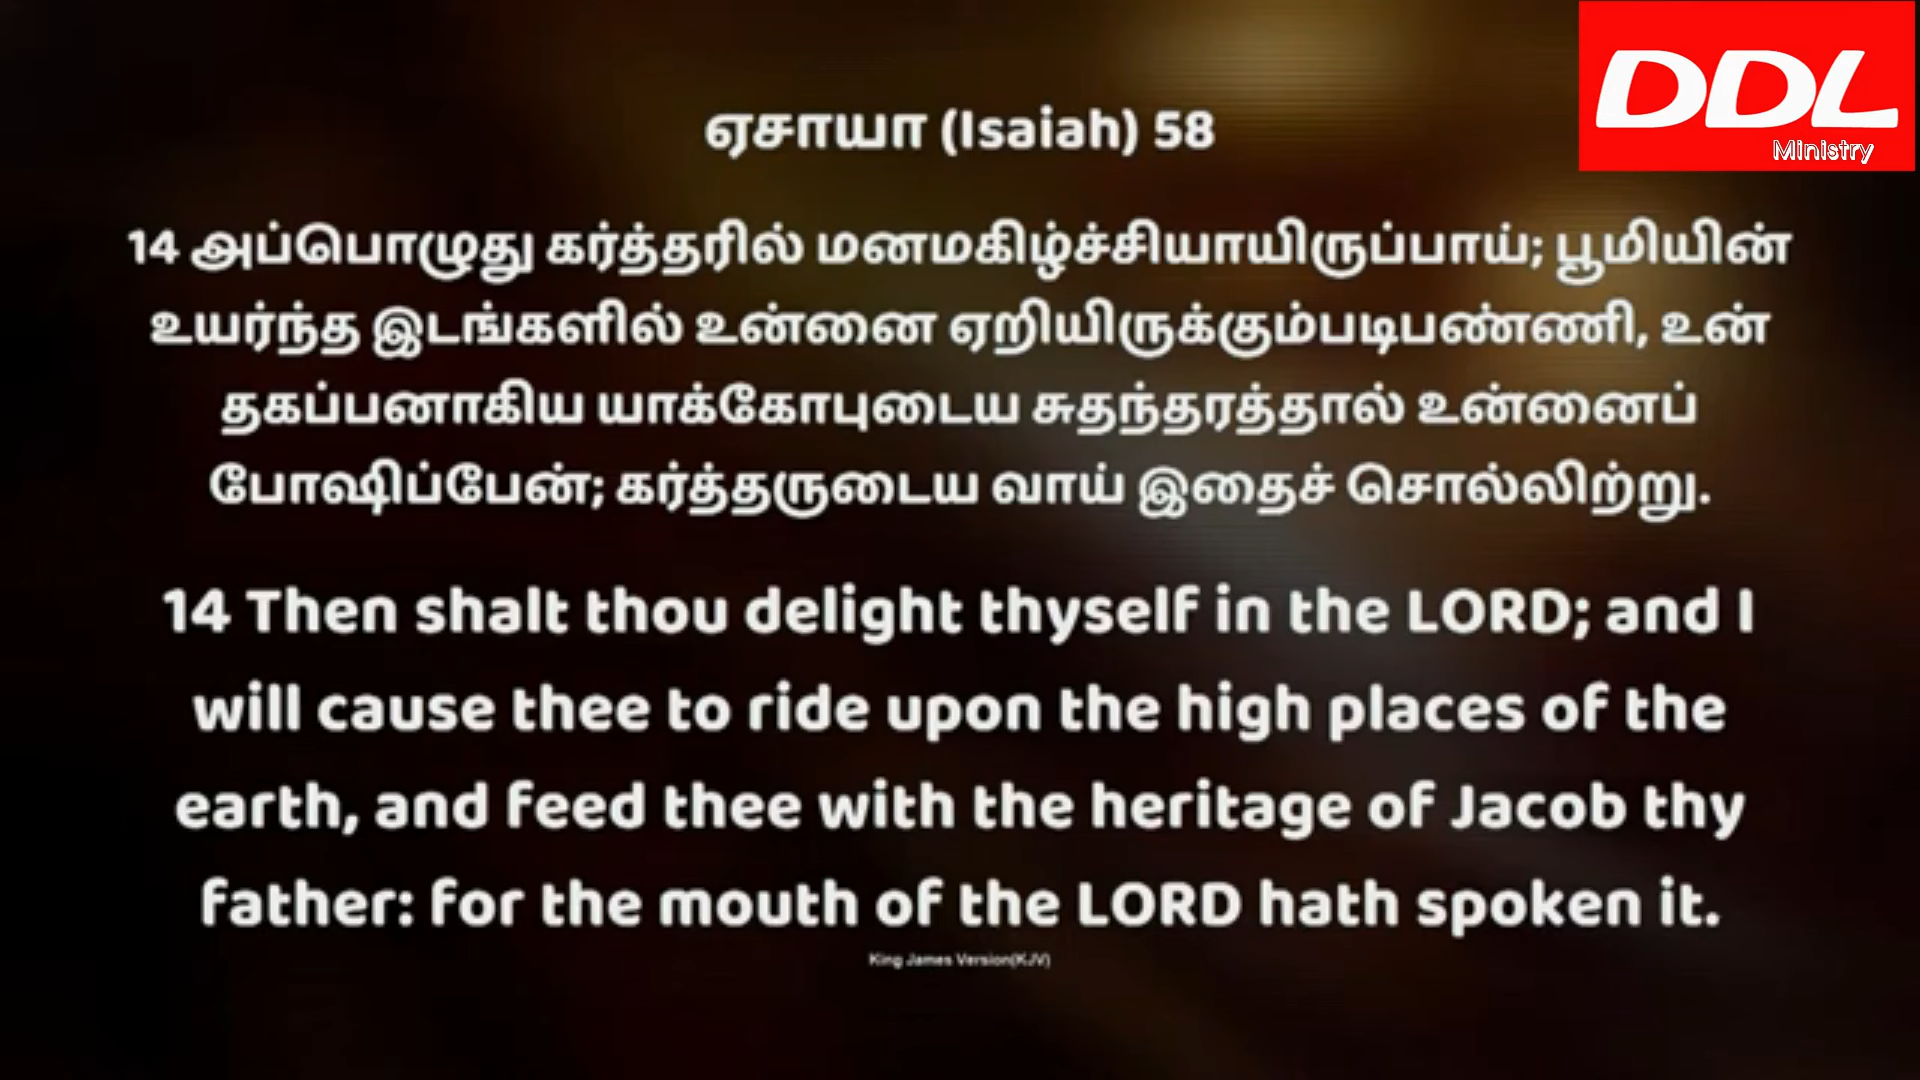 DDL
Ministry
ஏசாயா (Isaiah) 58
14 அப்பொழுது கர்த்தரில் மனமகிழ்ச்சியாயிருப்பாய்; பூமியின்
உயர்ந்த இடங்களில் உன்னை ஏறியிருக்கும்படிபண்ணி, உன்
தகப்பனாகிய யாக்கோபுடைய சுதந்தரத்தால் உன்னைப்
போஷிப்பேன்; கர்த்தருடைய வாய் இதைச் சொல்லிற்று.
14 Then shalt thou delight thyself in the LORD; and I
will cause thee to ride upon the high places of the
earth, and feed thee with the heritage of Jacob thy
father: for the mouth of the LORD hath spoken it.
King James Version(KJV)